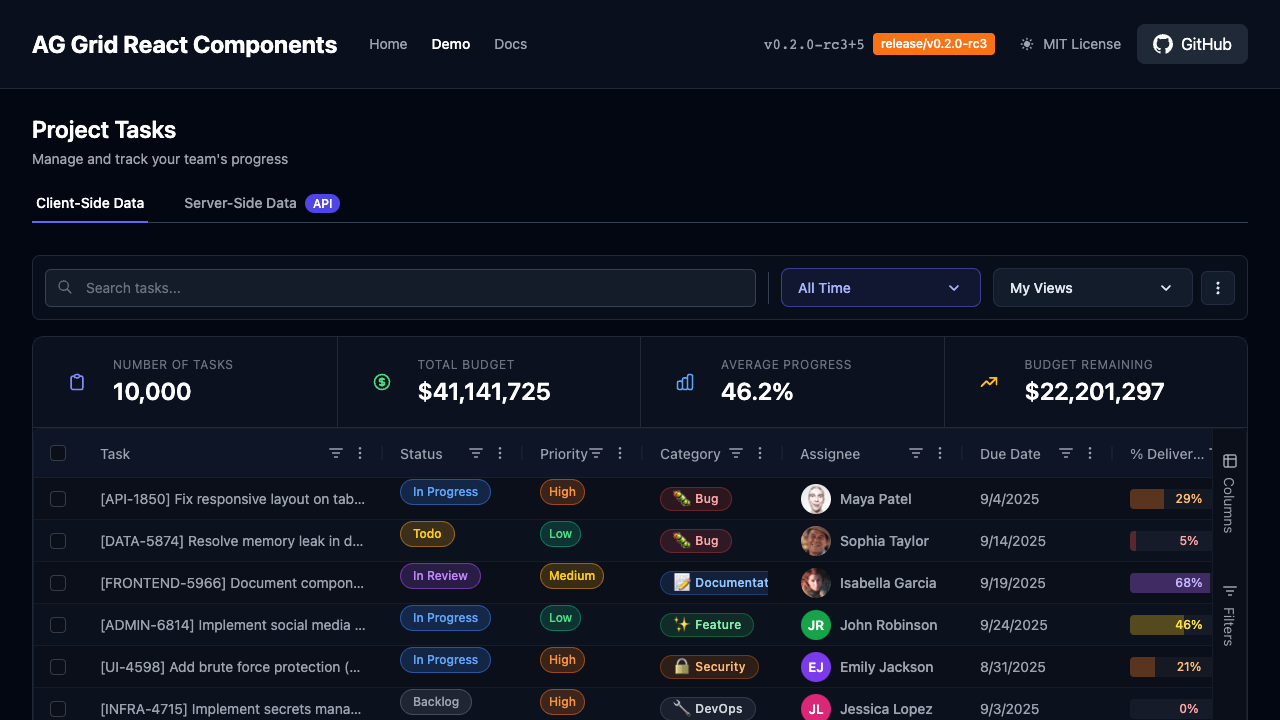 AG Grid React Components Home Demo Docs v0.2.0-rc3+5 release/v0.2.0-rc3 MIT License GitHub
Project Tasks
Manage and track your team's progress
Client-Side Data Server-Side Data API
Search tasks... All Time My Views
NUMBER OF TASKS TOTAL BUDGET AVERAGE PROGRESS BUDGET REMAINING
10,000 $41,141,725 46.2% $22,201,297
Task Status Priority Category Assignee Due Date % Deliver...
[API-1850] Fix responsive layout on tab... In Progress High Bug Maya Patel 9/4/2025 29%
[DATA-5874] Resolve memory leak in d... Todo Low Bug Sophia Taylor 9/14/2025 5%
[FRONTEND-5966] Document compon... In Review Medium Documentat Isabella Garcia 9/19/2025 68%
[ADMIN-6814] Implement social media ... In Progress Low Feature JR John Robinson 9/24/2025 46%
[UI-4598] Add brute force protection (... In Progress High Security EJ Emily Jackson 8/31/2025 21%
[INFRA-4715] Implement secrets mana... Backlog High DevOps JL Jessica Lopez 9/3/2025 0%
Columns
Filters